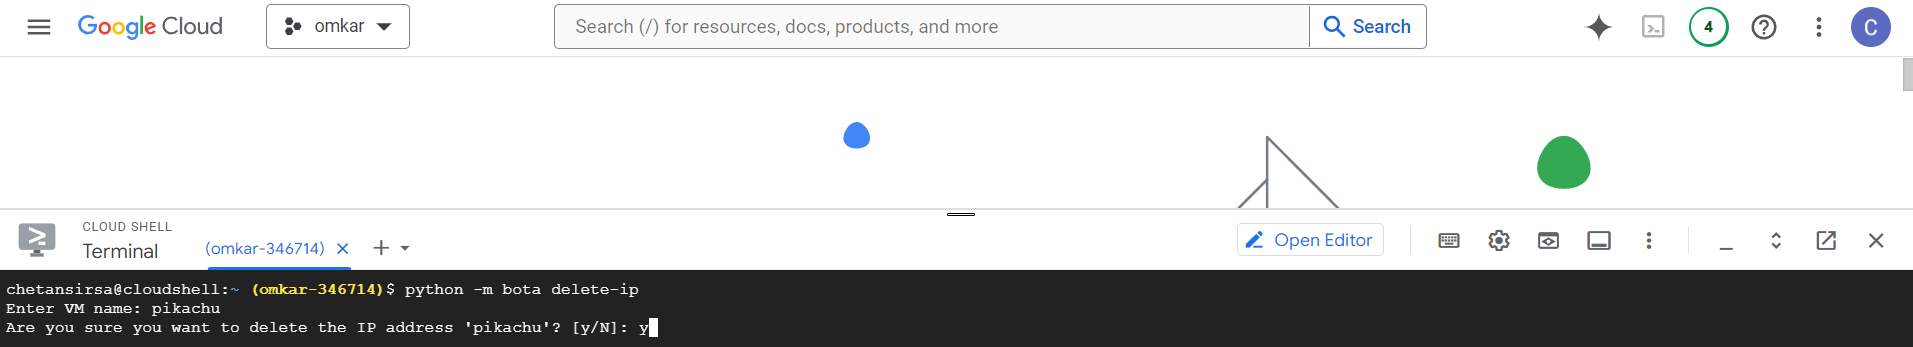 Google Cloud
omkar
Search (/) for resources, docs, products, and more
Search
4
C
CLOUD SHELL
Terminal
(omkar-346714)
Open Editor
chetansirsa@cloudshell:~ (omkar-346714)$ python -m bota delete-ip
Enter VM name: pikachu
Are you sure you want to delete the IP address 'pikachu'? [y/N]: y